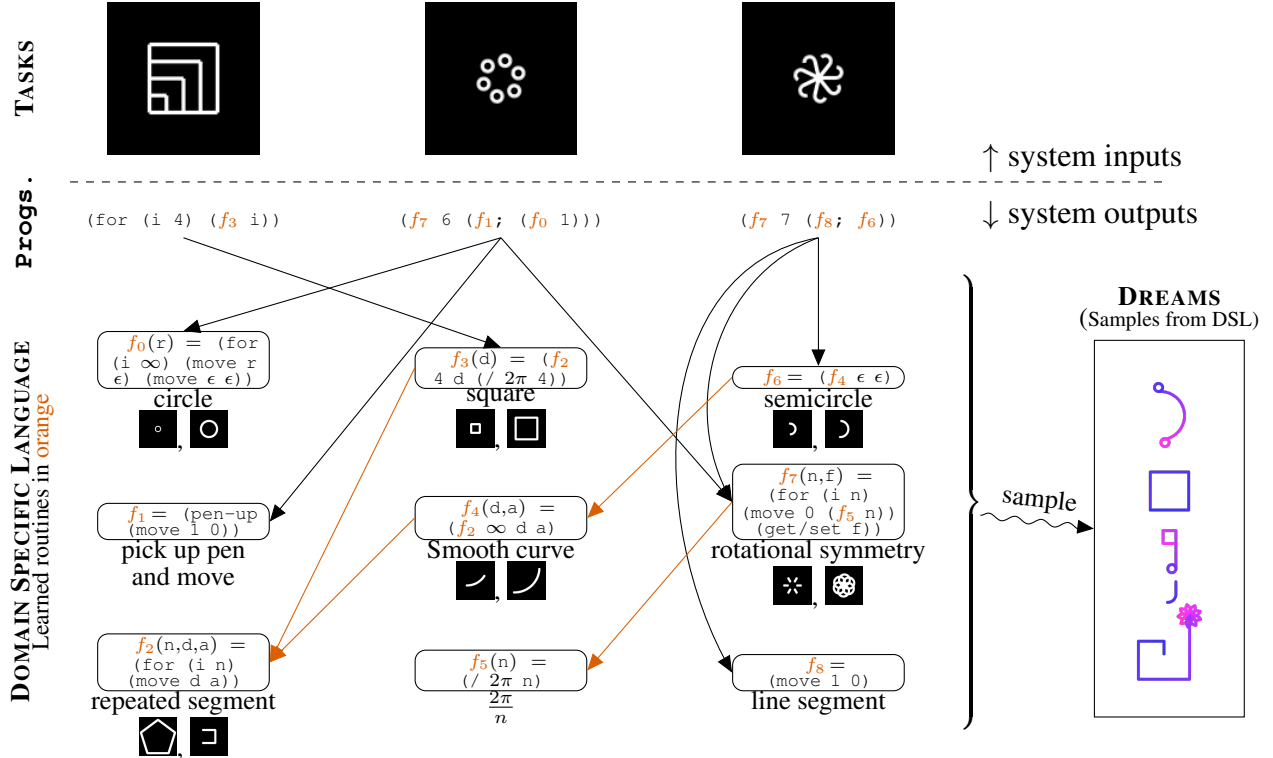 TASKS
↑ system inputs
Progs.
(for (i 4) (f3 i))
(f7 6 (f1; (f0 1)))
(f7 7 (f8; f6))
↓ system outputs
DOMAIN SPECIFIC LANGUAGE
Learned routines in orange
f0(r) = (for
(i ∞) (move r
ϵ) (move ϵ ϵ))
circle
,
f3(d) = (f2
4 d (/ 2π 4))
square
,
f6= (f4 ϵ ϵ)
semicircle
,
f1= (pen-up
(move 1 0))
pick up pen
and move
f4(d,a) =
(f2 ∞ d a)
Smooth curve
,
f7(n,f) =
(for (i n)
(move 0 (f5 n))
(get/set f))
rotational symmetry
,
f2(n,d,a) =
(for (i n)
(move d a))
repeated segment
,
f5(n) =
(/ 2π n)
2π
n
f8=
(move 1 0)
line segment
sample
DREAMS
(Samples from DSL)